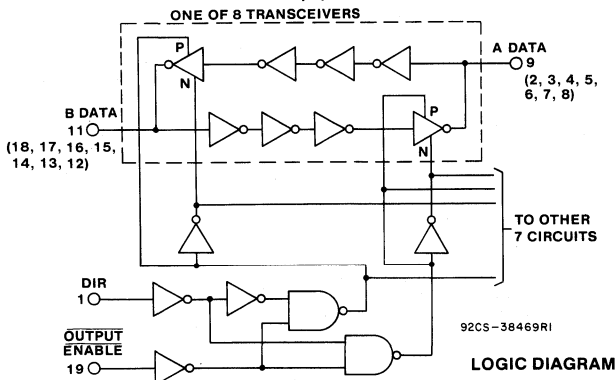 ONE OF 8 TRANSCEIVERS
P
N
A DATA
9
(2, 3, 4, 5,
6, 7, 8)
B DATA
11
(18, 17, 16, 15,
14, 13, 12)
P
N
TO OTHER
7 CIRCUITS
DIR
1
OUTPUT
ENABLE
19
92CS-38469R1
LOGIC DIAGRAM